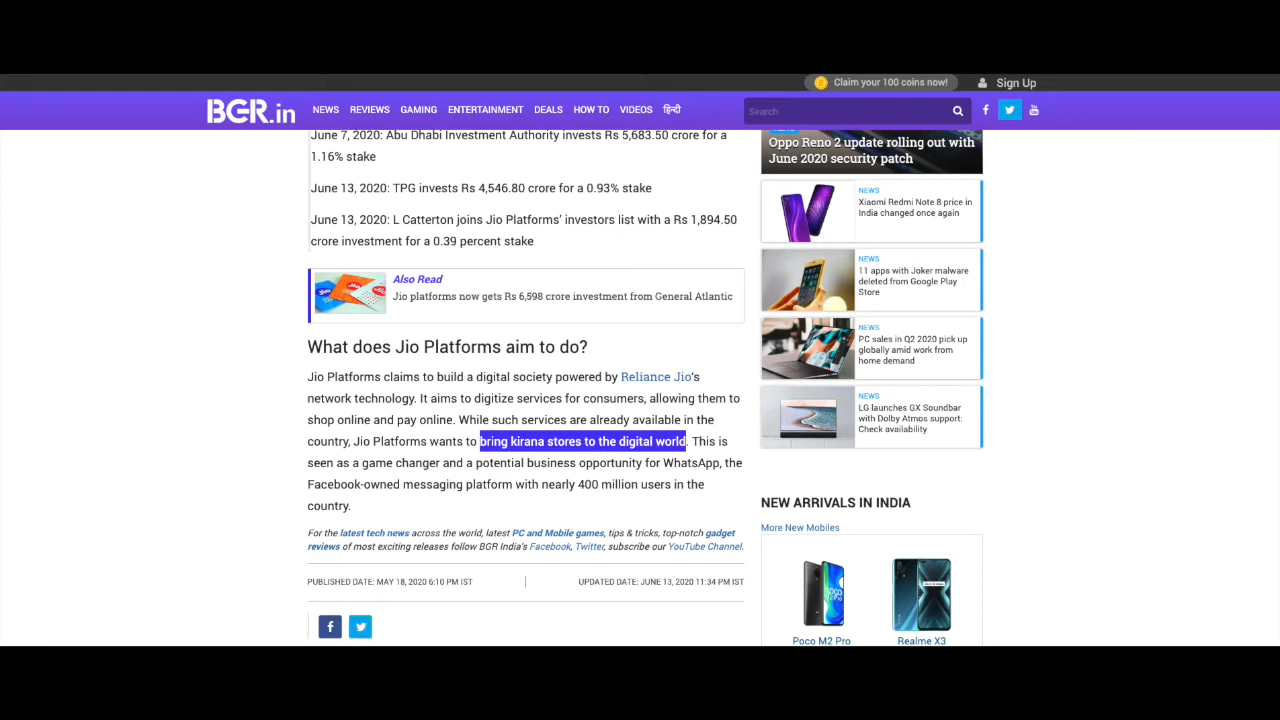 Claim your 100 coins now!
Sign Up
BGR.in
NEWS REVIEWS GAMING ENTERTAINMENT DEALS HOW TO VIDEOS हिन्दी
Search
June 7, 2020: Abu Dhabi Investment Authority invests Rs 5,683.50 crore for a
1.16% stake
June 13, 2020: TPG invests Rs 4,546.80 crore for a 0.93% stake
June 13, 2020: L Catterton joins Jio Platforms’ investors list with a Rs 1,894.50
crore investment for a 0.39 percent stake
Also Read
Jio platforms now gets Rs 6,598 crore investment from General Atlantic
What does Jio Platforms aim to do?
Jio Platforms claims to build a digital society powered by Reliance Jio‘s
network technology. It aims to digitize services for consumers, allowing them to
shop online and pay online. While such services are already available in the
country, Jio Platforms wants to bring kirana stores to the digital world. This is
seen as a game changer and a potential business opportunity for WhatsApp, the
Facebook-owned messaging platform with nearly 400 million users in the
country.
For the latest tech news across the world, latest PC and Mobile games, tips & tricks, top-notch gadget
reviews of most exciting releases follow BGR India's Facebook, Twitter, subscribe our YouTube Channel.
PUBLISHED DATE: MAY 18, 2020 6:10 PM IST
UPDATED DATE: JUNE 13, 2020 11:34 PM IST
Oppo Reno 2 update rolling out with
June 2020 security patch
NEWS
Xiaomi Redmi Note 8 price in
India changed once again
NEWS
11 apps with Joker malware
deleted from Google Play
Store
NEWS
PC sales in Q2 2020 pick up
globally amid work from
home demand
NEWS
LG launches GX Soundbar
with Dolby Atmos support:
Check availability
NEW ARRIVALS IN INDIA
More New Mobiles
Poco M2 Pro
Realme X3